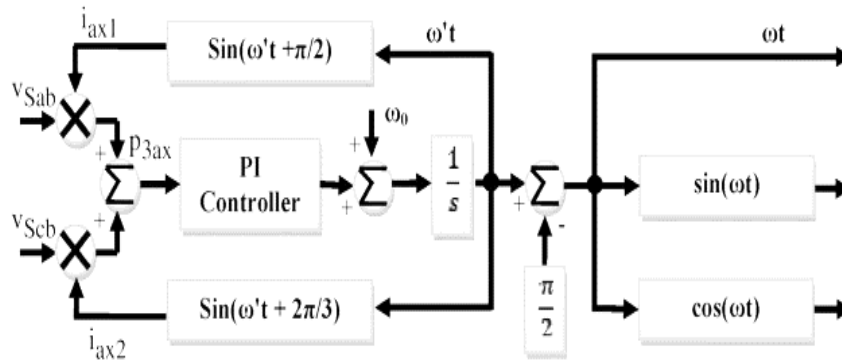 i_ax1
Sin(ω't +π/2)
ω't
ωt
v_Sab
ω₀
+
p_3ax
+
Σ
PI
Controller
+
Σ
1
s
+
Σ
-
sin(ωt)
+
v_Scb
Sin(ω't + 2π/3)
π
2
cos(ωt)
i_ax2